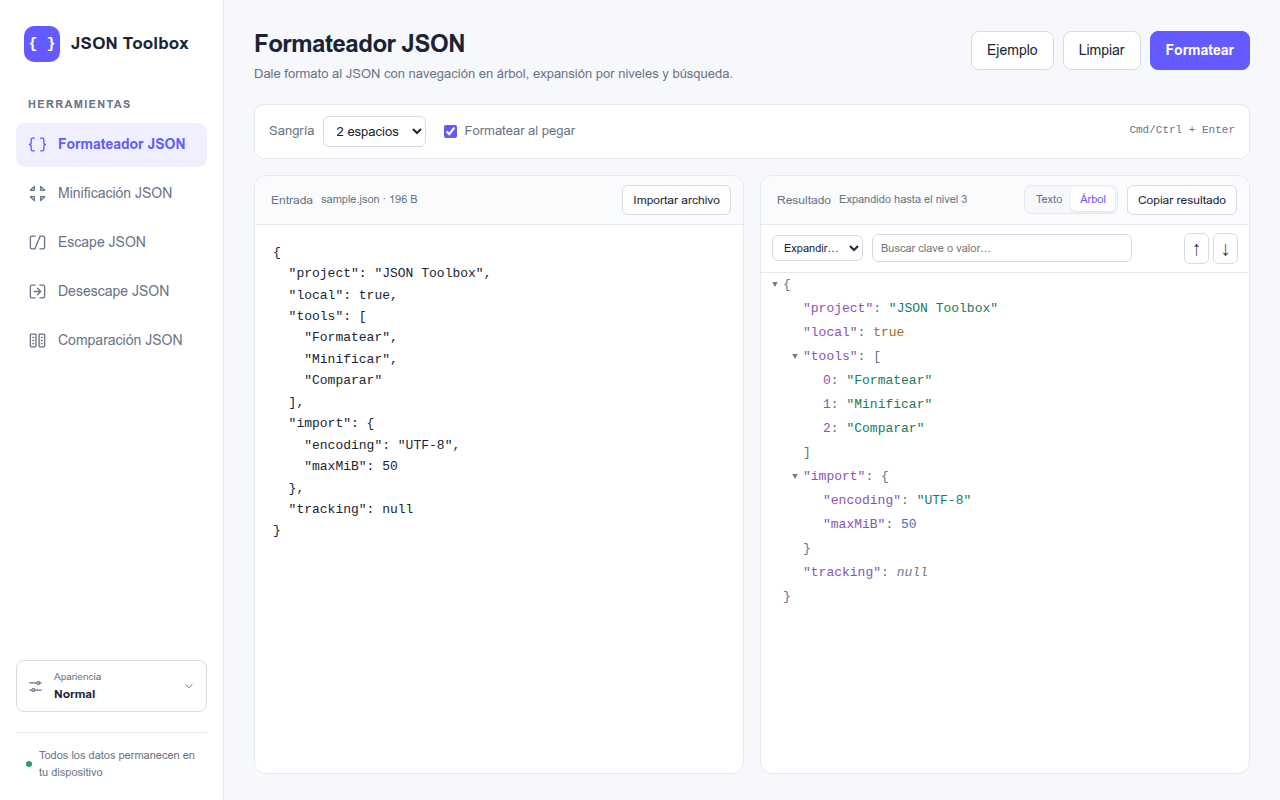 { } JSON Toolbox
HERRAMIENTAS
Formateador JSON
Minificación JSON
Escape JSON
Desescape JSON
Comparación JSON
Apariencia
Normal
Todos los datos permanecen en
tu dispositivo
Formateador JSON
Dale formato al JSON con navegación en árbol, expansión por niveles y búsqueda.
Ejemplo
Limpiar
Formatear
Sangría
2 espacios
Formatear al pegar
Cmd/Ctrl + Enter
Entrada sample.json · 196 B
Importar archivo
{
  "project": "JSON Toolbox",
  "local": true,
  "tools": [
    "Formatear",
    "Minificar",
    "Comparar"
  ],
  "import": {
    "encoding": "UTF-8",
    "maxMiB": 50
  },
  "tracking": null
}
Resultado Expandido hasta el nivel 3
Texto
Árbol
Copiar resultado
Expandir…
Buscar clave o valor…
↑ ↓
▾ {
"project": "JSON Toolbox"
"local": true
▾ "tools": [
0: "Formatear"
1: "Minificar"
2: "Comparar"
]
▾ "import": {
"encoding": "UTF-8"
"maxMiB": 50
}
"tracking": null
}